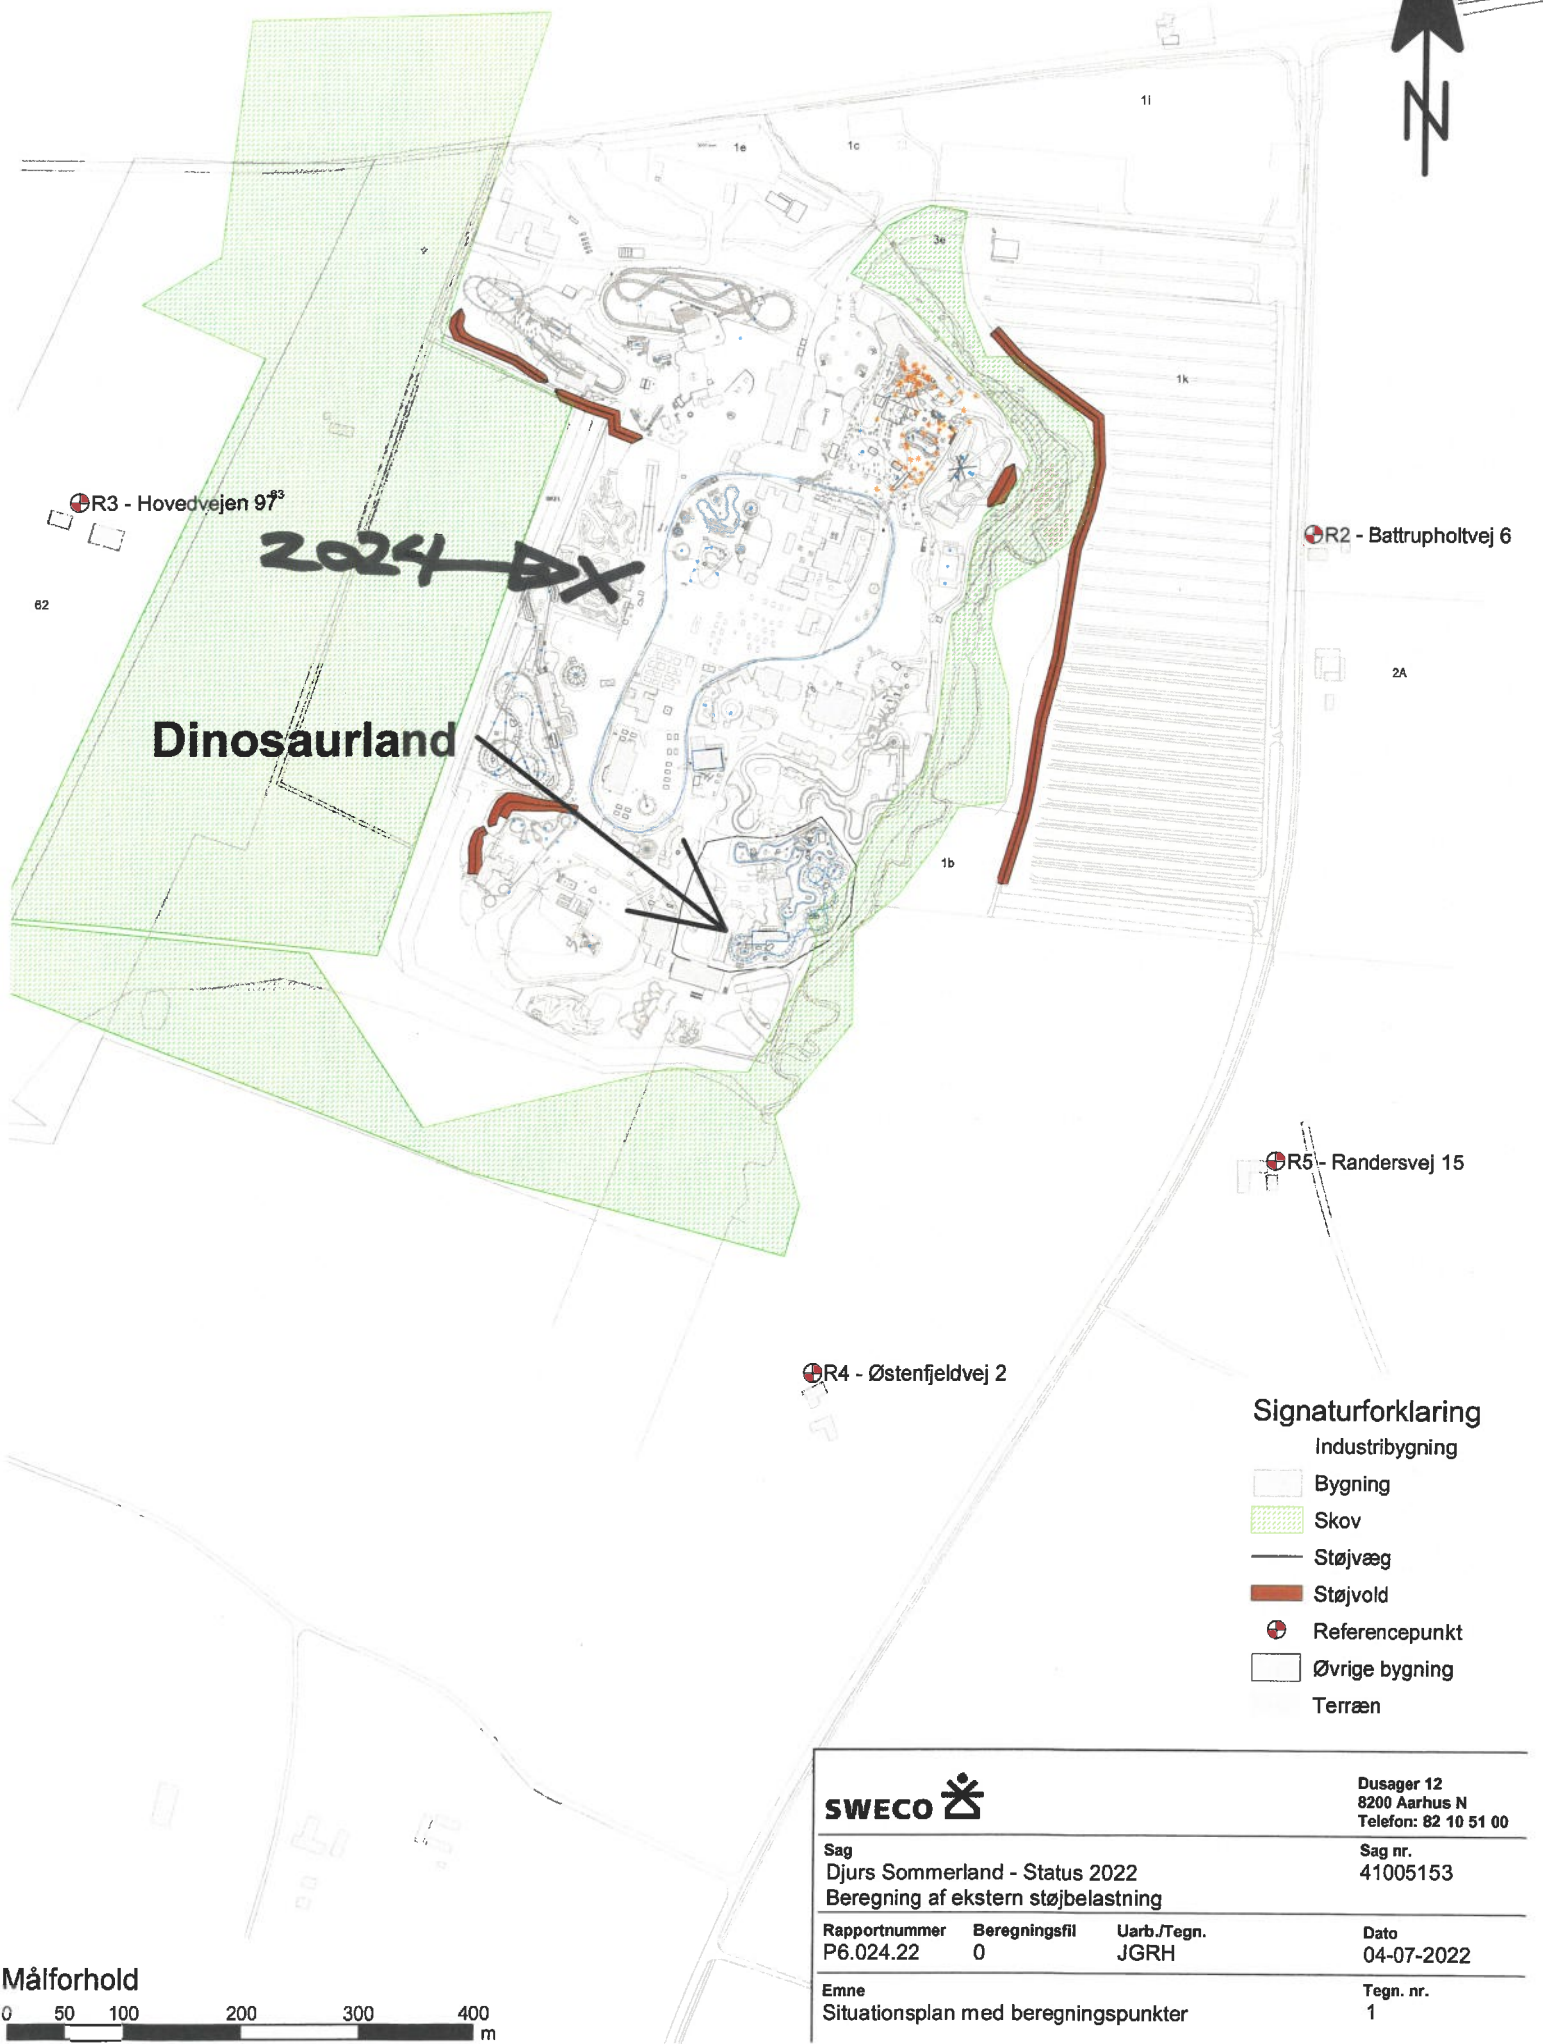 N
1i
1e
1c
3e
1k
R3 - Hovedvejen 97
63
R2 - Battrupholtvej 6
2024
X
62
2A
Dinosaurland
1b
R5 - Randersvej 15
R4 - Østenfjeldvej 2
Signaturforklaring
Industribygning
Bygning
Skov
Støjvæg
Støjvold
Referencepunkt
Øvrige bygning
Terræn
SWECO
Dusager 12
8200 Aarhus N
Telefon: 82 10 51 00
Sag
Djurs Sommerland - Status 2022
Beregning af ekstern støjbelastning
Sag nr.
41005153
Rapportnummer Beregningsfil Uarb./Tegn. Dato
P6.024.22 0 JGRH 04-07-2022
Emne Tegn. nr.
Situationsplan med beregningspunkter 1
Målforhold
0 50 100 200 300 400
m